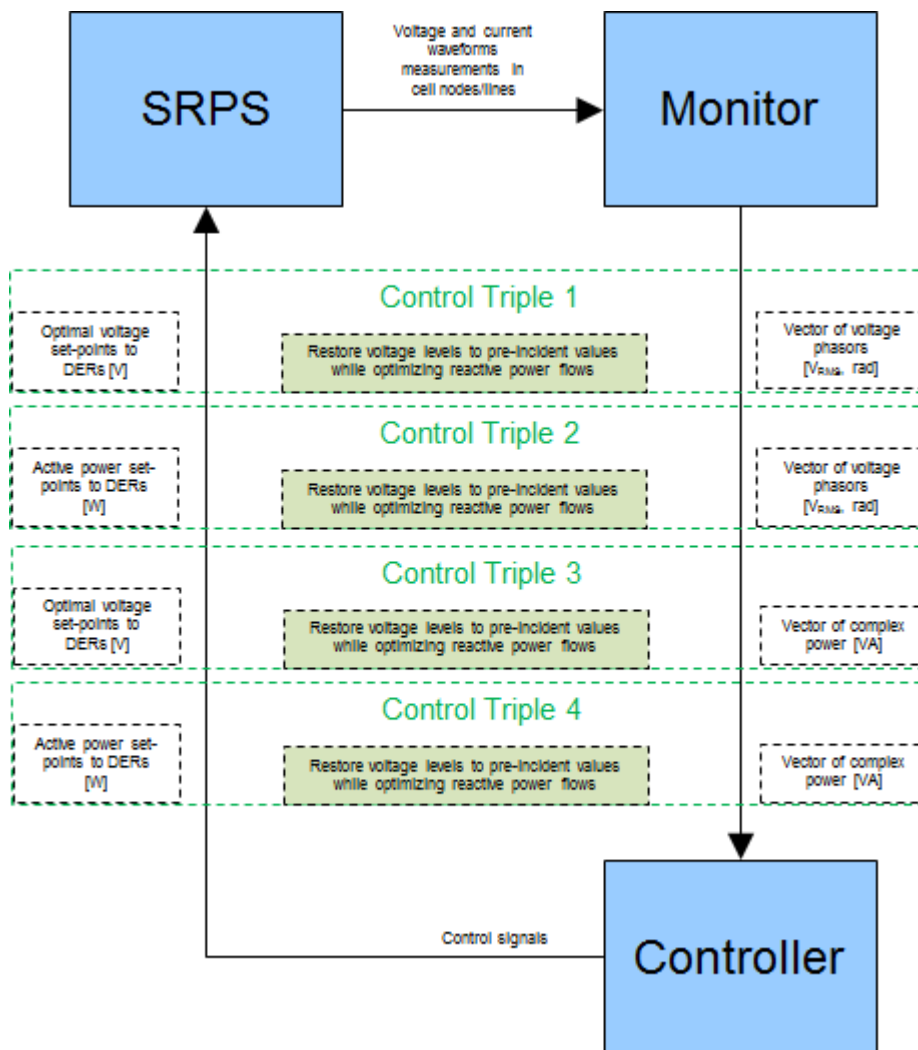 Voltage and current
waveforms
measurements in
cell nodes/lines
SRPS
Monitor
Control Triple 1
Optimal voltage
set-points to
DERs [V]
Restore voltage levels to pre-incident values
while optimizing reactive power flows
Vector of voltage
phasors
[VRMS, rad]
Control Triple 2
Active power set-
points to DERs
[W]
Restore voltage levels to pre-incident values
while optimizing reactive power flows
Vector of voltage
phasors
[VRMS, rad]
Control Triple 3
Optimal voltage
set-points to
DERs [V]
Restore voltage levels to pre-incident values
while optimizing reactive power flows
Vector of complex
power [VA]
Control Triple 4
Active power set-
points to DERs
[W]
Restore voltage levels to pre-incident values
while optimizing reactive power flows
Vector of complex
power [VA]
Control signals
Controller